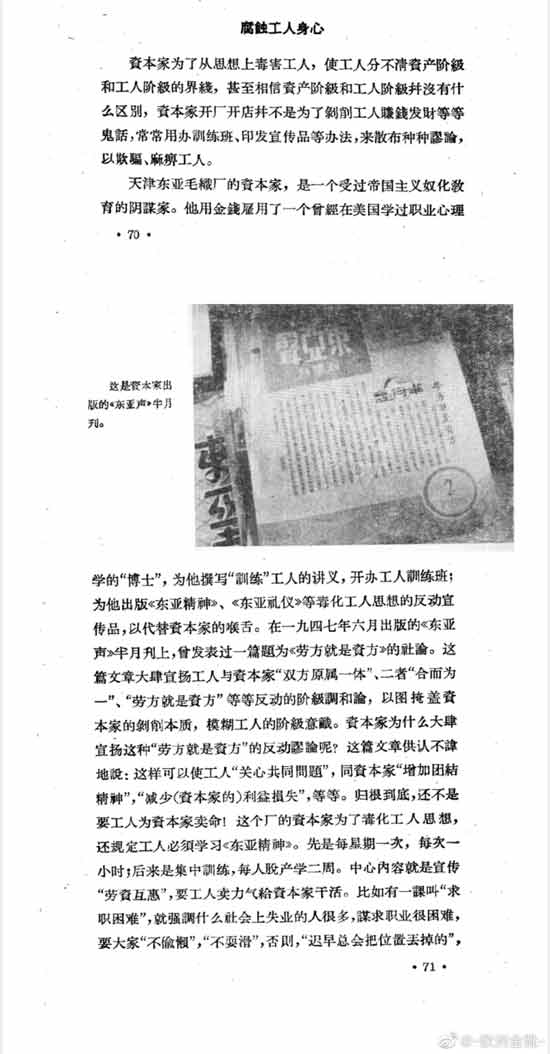 腐蝕工人身心
資本家为了从思想上毒害工人，使工人分不清資产阶級
和工人阶級的界綫，甚至相信資产阶級和工人阶級幷沒有什
么区别，資本家开厂开店幷不是为了剝削工人賺錢发財等等
鬼話，常常用办訓练班、印发宣传品等办法，来散布种种謬論，
以欺騙、麻痹工人。
天津东亚毛織厂的資本家，是一个受过帝国主义奴化敎
育的阴謀家。他用金錢雇用了一个曾經在美国学过职业心理
• 70 •
这是資本家出
版的《东亚声》半月
刊。
東亞声
2
学的“博士”，为他撰写“訓練”工人的讲义，开办工人訓練班；
为他出版《东亚精神》、《东亚礼仪》等毒化工人思想的反动宣
传品，以代替資本家的喉舌。在一九四七年六月出版的《东亚
声》半月刊上，曾发表过一篇題为《劳方就是資方》的社論。这
篇文章大肆宣扬工人与資本家“双方原属一体”、二者“合而为
一”、“劳方就是資方”等等反动的阶級調和論，以图掩盖資
本家的剝削本质，模糊工人的阶級意識。資本家为什么大肆
宣扬这种“劳方就是資方”的反动謬論呢？这篇文章供认不諱
地說：这样可以使工人“关心共同問題”，同資本家“增加团結
精神”，“减少（資本家的）利益損失”，等等。归根到底，还不是
要工人为資本家卖命！这个厂的資本家为了毒化工人思想，
还規定工人必須学习《东亚精神》。先是每星期一次，每次一
小时；后来是集中訓練，每人脫产学二周。中心内容就是宣传
“劳資互惠”，要工人卖力气給資本家干活。比如有一課叫“求
职困难”，就强調什么社会上失业的人很多，謀求职业很困难，
要大家“不偸懒”，“不耍滑”，否则，“迟早总会把位置丢掉的”，
• 71 •